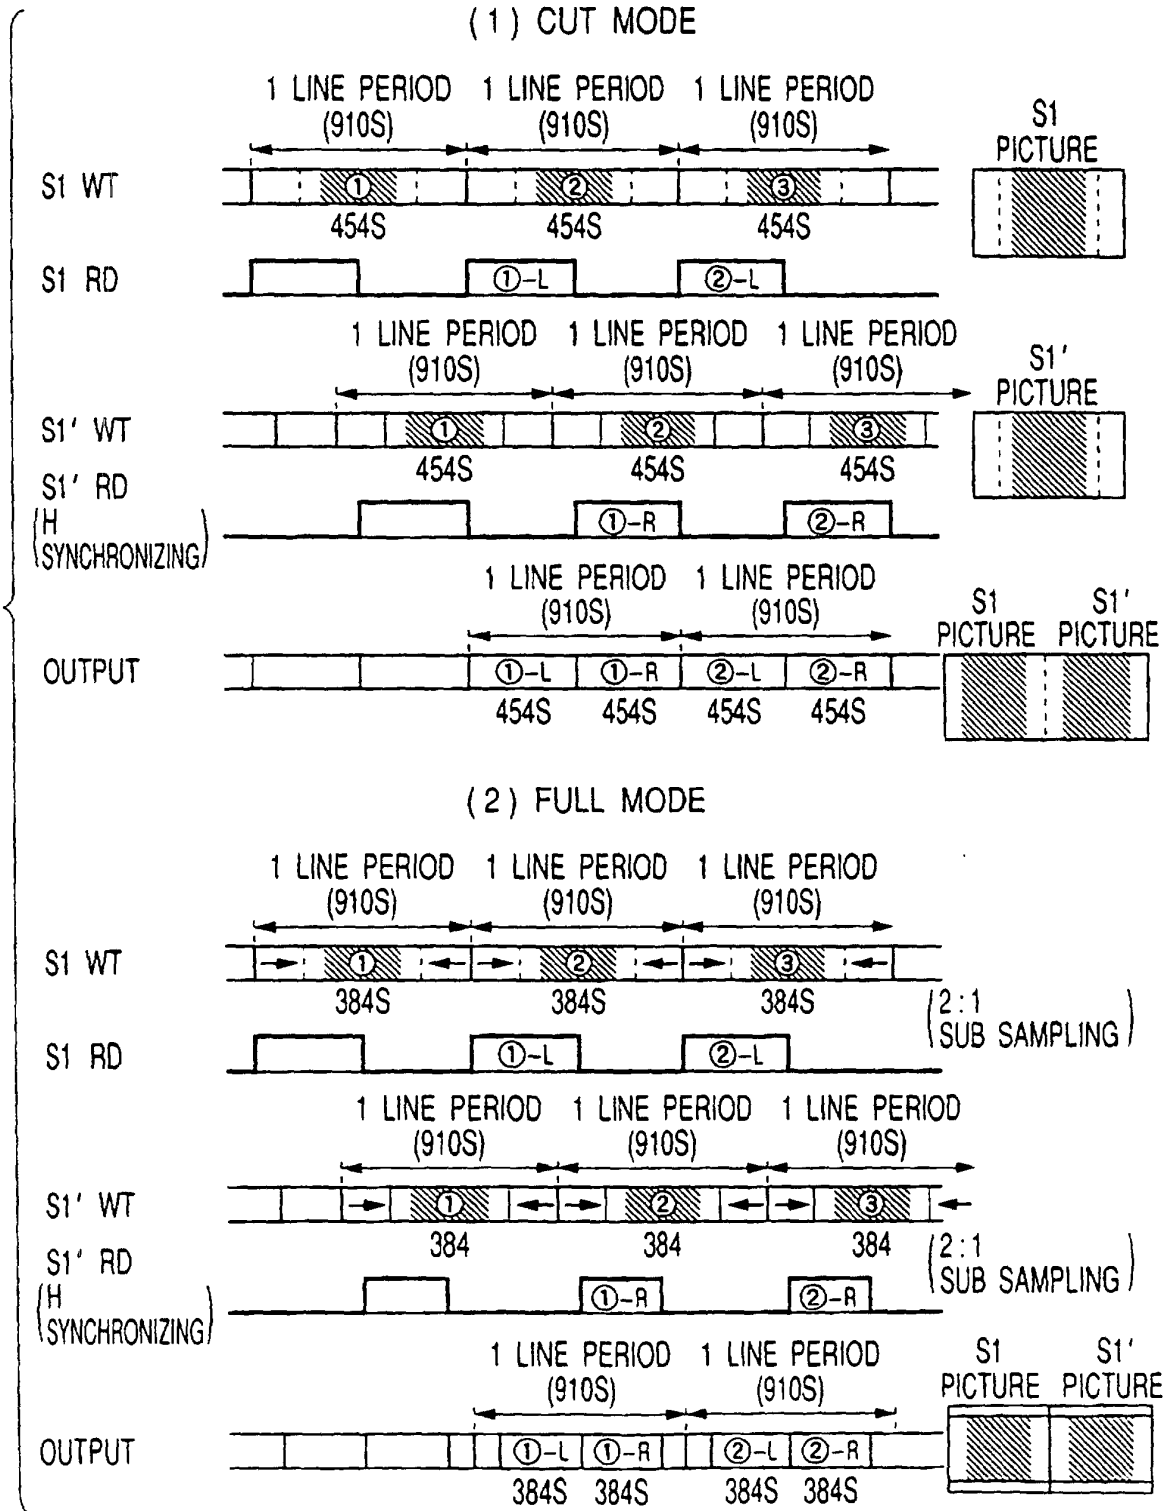 (1) CUT MODE
1 LINE PERIOD 1 LINE PERIOD 1 LINE PERIOD
(910S) (910S) (910S)
S1 PICTURE
S1 WT ① ② ③
454S 454S 454S
S1 RD ①-L ②-L
1 LINE PERIOD 1 LINE PERIOD 1 LINE PERIOD
(910S) (910S) (910S)
S1' PICTURE
S1' WT ① ② ③
454S 454S 454S
S1' RD
(H SYNCHRONIZING) ①-R ②-R
1 LINE PERIOD 1 LINE PERIOD
(910S) (910S)
S1 PICTURE S1' PICTURE
OUTPUT ①-L ①-R ②-L ②-R
454S 454S 454S 454S
(2) FULL MODE
1 LINE PERIOD 1 LINE PERIOD 1 LINE PERIOD
(910S) (910S) (910S)
S1 WT ① ② ③
384S 384S 384S
(2:1 SUB SAMPLING)
S1 RD ①-L ②-L
1 LINE PERIOD 1 LINE PERIOD 1 LINE PERIOD
(910S) (910S) (910S)
S1' WT ① ② ③
384 384 384
(2:1 SUB SAMPLING)
S1' RD
(H SYNCHRONIZING) ①-R ②-R
1 LINE PERIOD 1 LINE PERIOD
(910S) (910S)
S1 PICTURE S1' PICTURE
OUTPUT ①-L ①-R ②-L ②-R
384S 384S 384S 384S